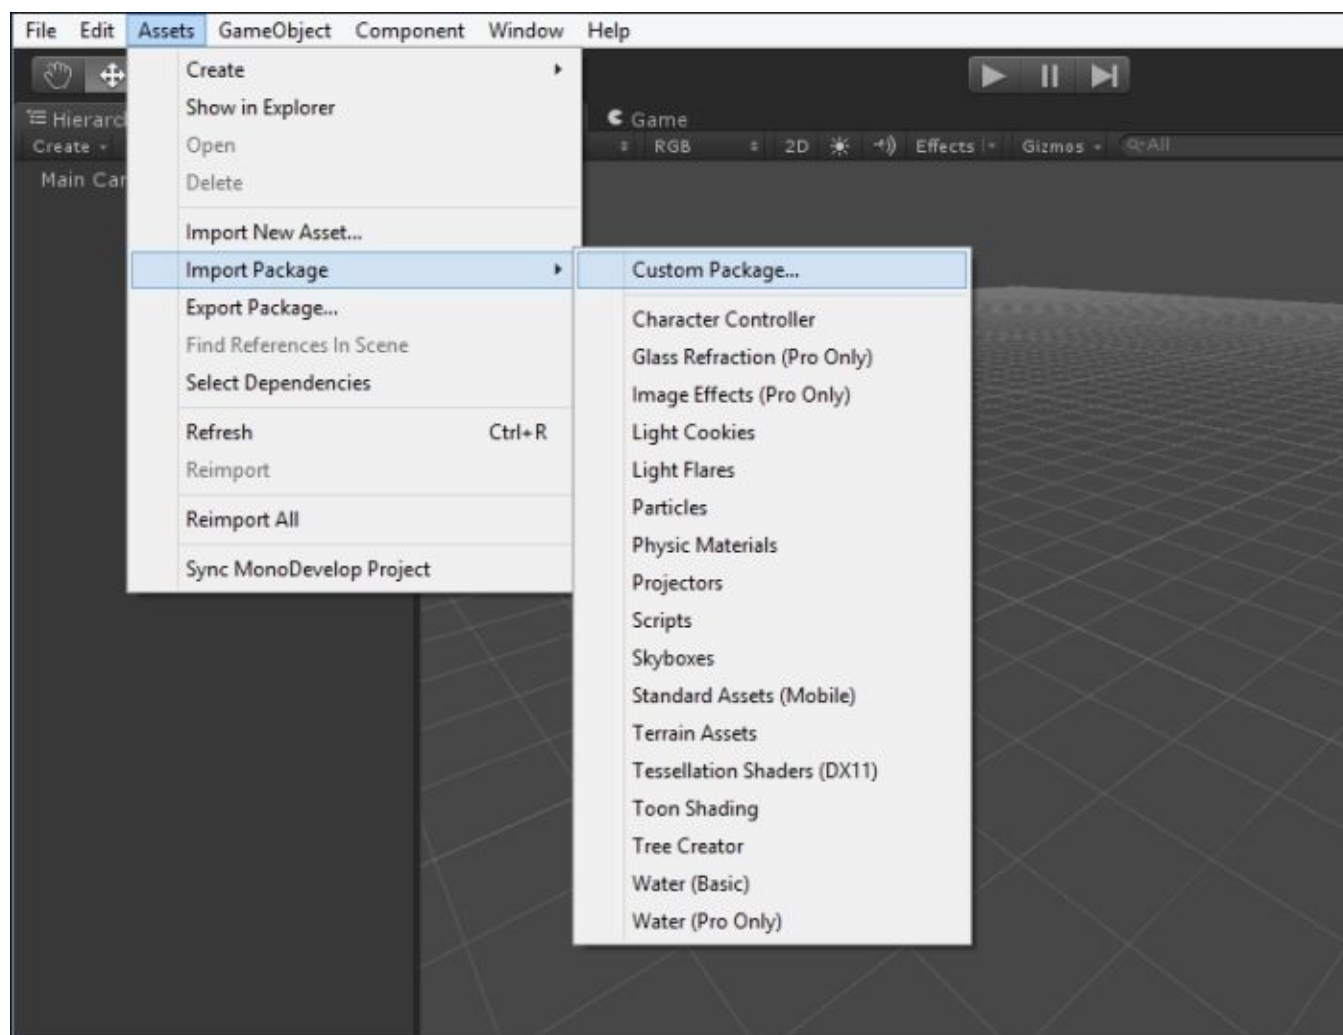 File Edit Assets GameObject Component Window Help
Create
Show in Explorer
Open
Delete
Import New Asset...
Import Package
Export Package...
Find References In Scene
Select Dependencies
Refresh Ctrl+R
Reimport
Reimport All
Sync MonoDevelop Project
Custom Package...
Character Controller
Glass Refraction (Pro Only)
Image Effects (Pro Only)
Light Cookies
Light Flares
Particles
Physic Materials
Projectors
Scripts
Skyboxes
Standard Assets (Mobile)
Terrain Assets
Tessellation Shaders (DX11)
Toon Shading
Tree Creator
Water (Basic)
Water (Pro Only)
Hierarc
Create
Main Car
Game
RGB 2D Effects Gizmos All